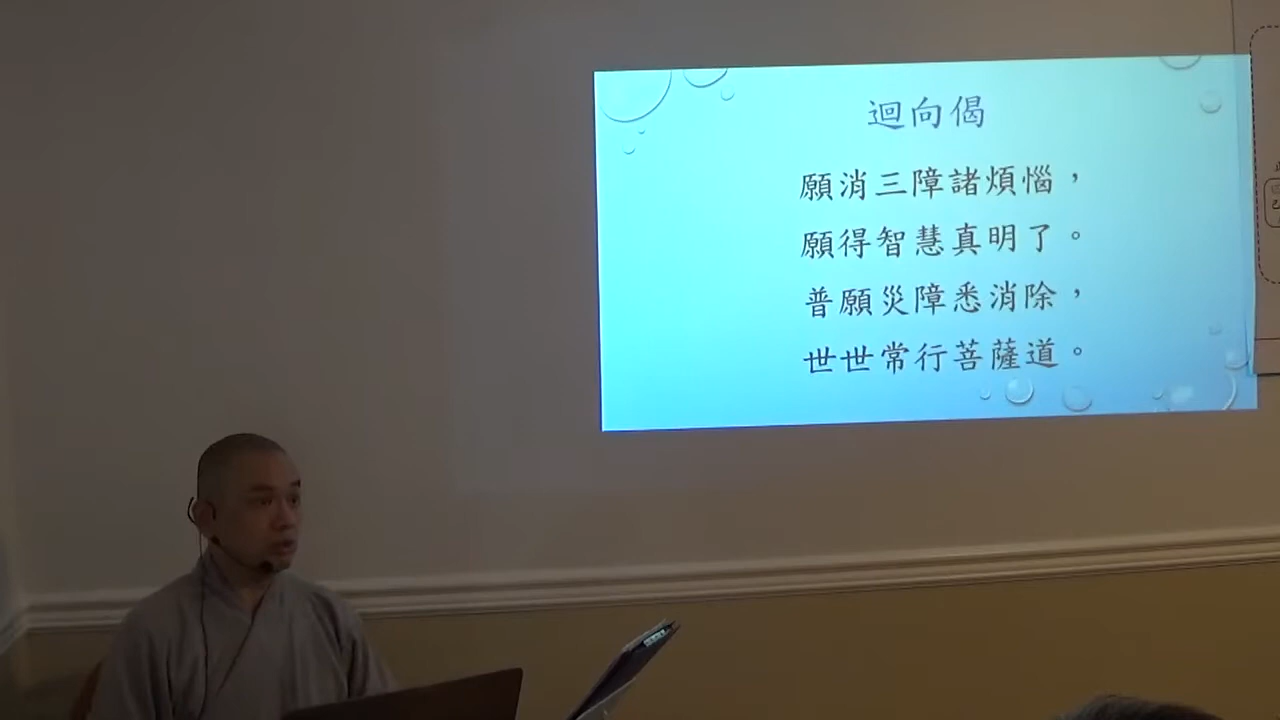 迴向偈
願消三障諸煩惱，
願得智慧真明了。
普願災障悉消除，
世世常行菩薩道。